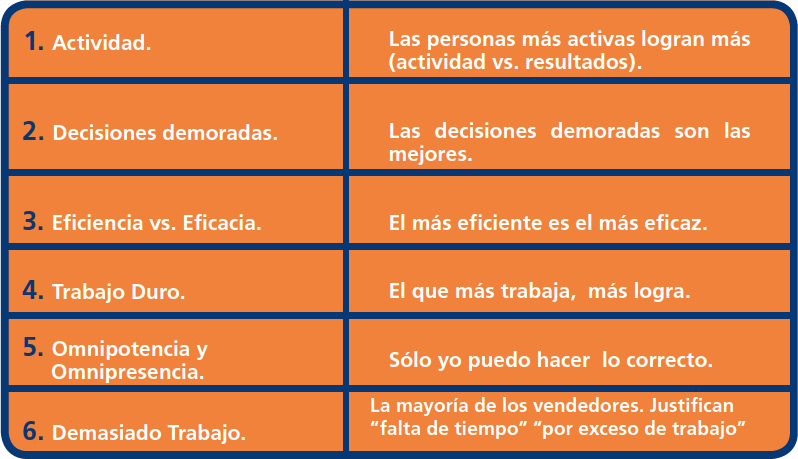 1. Actividad.
Las personas más activas logran más
(actividad vs. resultados).
2. Decisiones demoradas.
Las decisiones demoradas son las
mejores.
3. Eficiencia vs. Eficacia.
El más eficiente es el más eficaz.
4. Trabajo Duro.
El que más trabaja, más logra.
5. Omnipotencia y
Omnipresencia.
Sólo yo puedo hacer lo correcto.
6. Demasiado Trabajo.
La mayoría de los vendedores. Justifican
“falta de tiempo” “por exceso de trabajo”